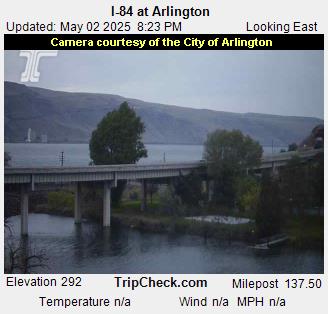 I-84 at Arlington
Updated: May 02 2025 8:23 PM Looking East
Camera courtesy of the City of Arlington
Elevation 292 TripCheck.com Milepost 137.50
Temperature n/a Wind n/a MPH n/a